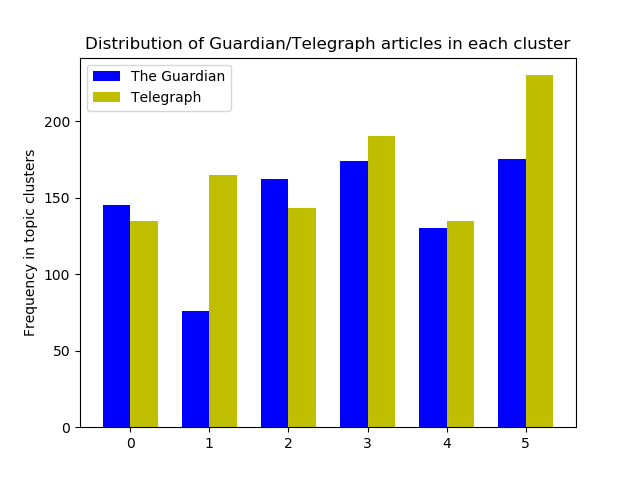 Distribution of Guardian/Telegraph articles in each cluster
The Guardian
Telegraph
Frequency in topic clusters
200
150
100
50
0
0 1 2 3 4 5